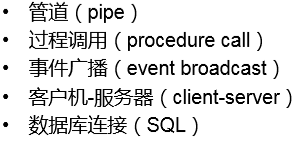 • 管道（pipe）
• 过程调用（procedure call）
• 事件广播（event broadcast）
• 客户机-服务器（client-server）
• 数据库连接（SQL）